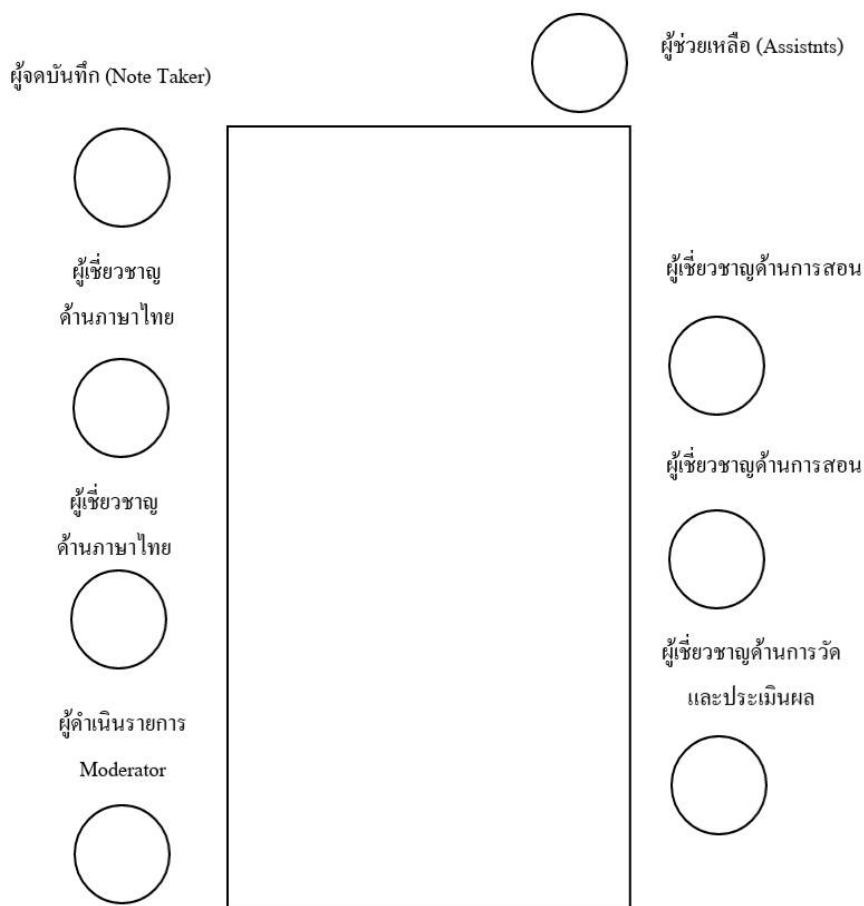 ผู้ช่วยเหลือ (Assistnts)
ผู้จดบันทึก (Note Taker)
ผู้เชี่ยวชาญ
ด้านภาษาไทย
ผู้เชี่ยวชาญด้านการสอน
ผู้เชี่ยวชาญ
ด้านภาษาไทย
ผู้เชี่ยวชาญด้านการสอน
ผู้ดำเนินรายการ
Moderator
ผู้เชี่ยวชาญด้านการวัด
และประเมินผล